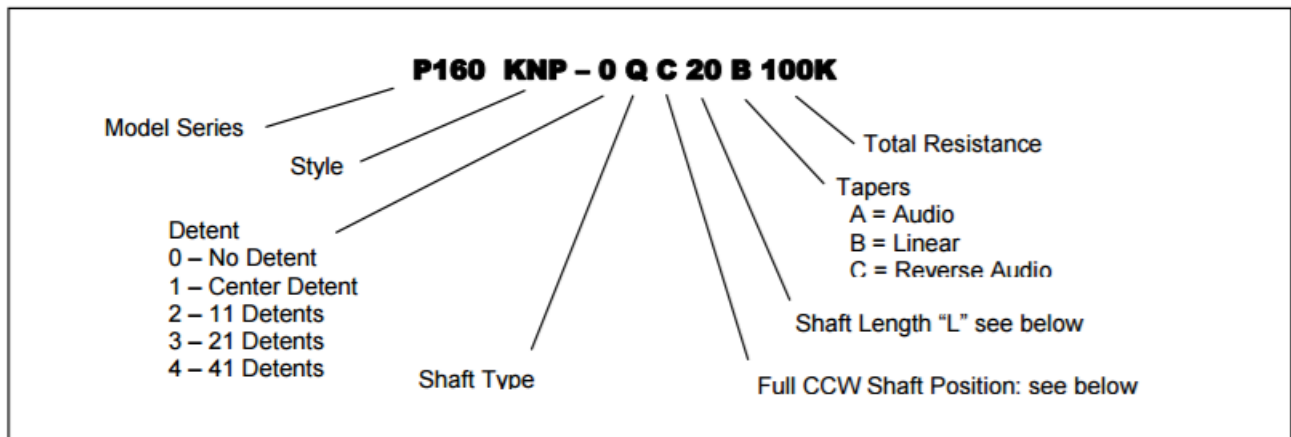 P160 KNP – 0 Q C 20 B 100K
Model Series
Style
Detent
0 – No Detent
1 – Center Detent
2 – 11 Detents
3 – 21 Detents
4 – 41 Detents
Shaft Type
Total Resistance
Tapers
A = Audio
B = Linear
C = Reverse Audio
Shaft Length “L” see below
Full CCW Shaft Position: see below